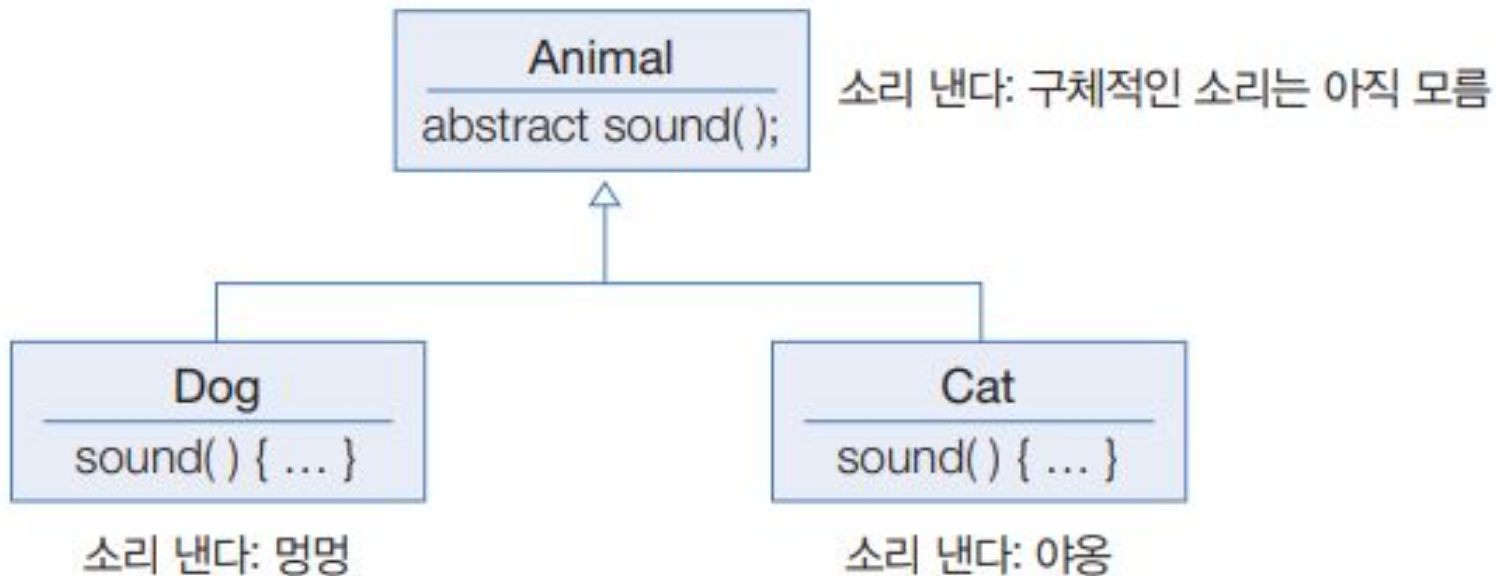 Animal
abstract sound( );
소리 낸다: 구체적인 소리는 아직 모름
Dog
sound( ) { ... }
소리 낸다: 멍멍
Cat
sound( ) { ... }
소리 낸다: 야옹